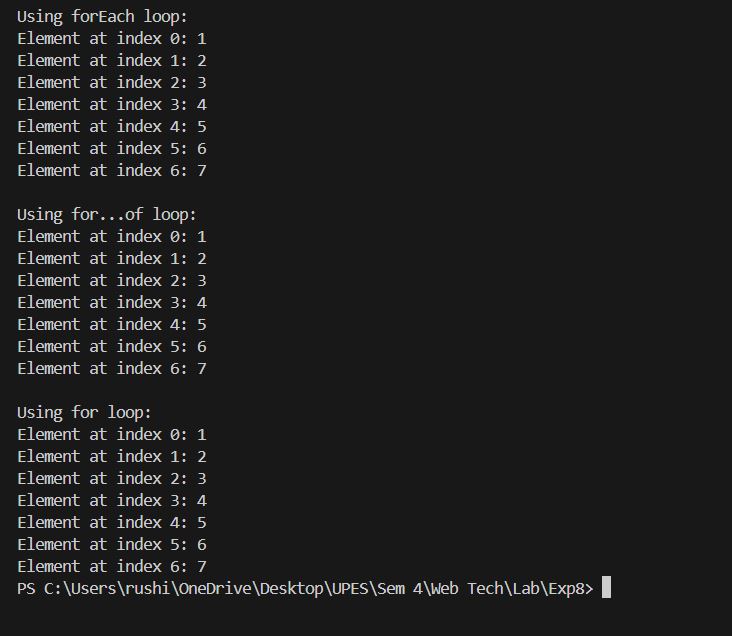 Using forEach loop:
Element at index 0: 1
Element at index 1: 2
Element at index 2: 3
Element at index 3: 4
Element at index 4: 5
Element at index 5: 6
Element at index 6: 7
Using for...of loop:
Element at index 0: 1
Element at index 1: 2
Element at index 2: 3
Element at index 3: 4
Element at index 4: 5
Element at index 5: 6
Element at index 6: 7
Using for loop:
Element at index 0: 1
Element at index 1: 2
Element at index 2: 3
Element at index 3: 4
Element at index 4: 5
Element at index 5: 6
Element at index 6: 7
PS C:\Users\rushi\OneDrive\Desktop\UPES\Sem 4\Web Tech\Lab\Exp8>